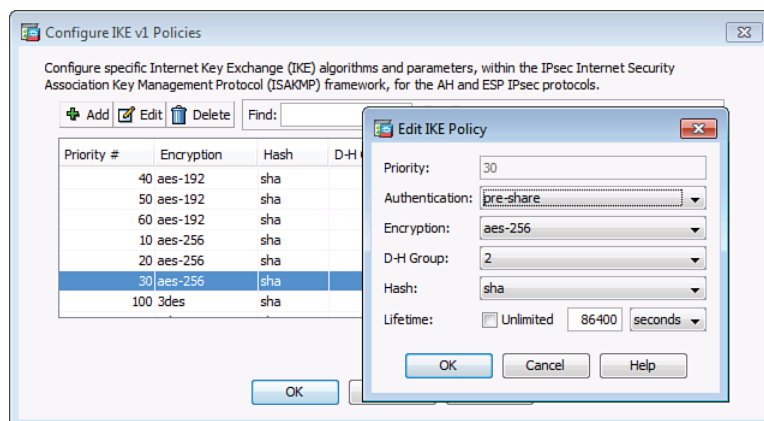 Configure IKE v1 Policies
Configure specific Internet Key Exchange (IKE) algorithms and parameters, within the IPsec Internet Security
Association Key Management Protocol (ISAKMP) framework, for the AH and ESP IPsec protocols.
Add Edit Delete Find:
Priority # Encryption Hash D-H
40 aes-192 sha
50 aes-192 sha
60 aes-192 sha
10 aes-256 sha
20 aes-256 sha
30 aes-256 sha
100 3des sha
OK
Edit IKE Policy
Priority: 30
Authentication: pre-share
Encryption: aes-256
D-H Group: 2
Hash: sha
Lifetime: Unlimited 86400 seconds
OK Cancel Help